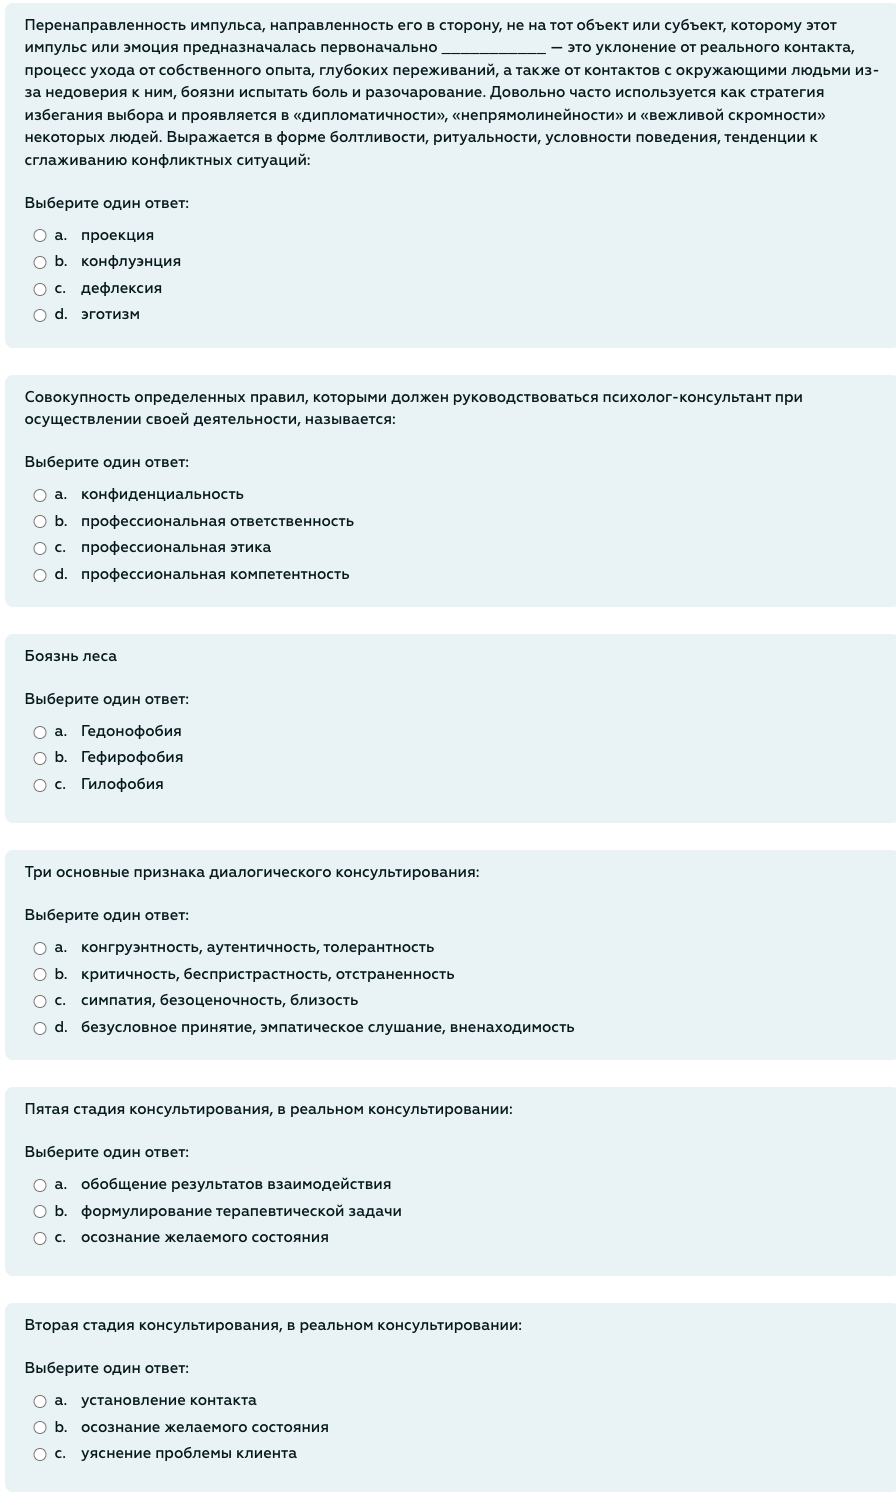 Перенаправленность импульса, направленность его в сторону, не на тот объект или субъект, которому этот
импульс или эмоция предназначалась первоначально ____________ — это уклонение от реального контакта,
процесс ухода от собственного опыта, глубоких переживаний, а также от контактов с окружающими людьми из-
за недоверия к ним, боязни испытать боль и разочарование. Довольно часто используется как стратегия
избегания выбора и проявляется в «дипломатичности», «непрямолинейности» и «вежливой скромности»
некоторых людей. Выражается в форме болтливости, ритуальности, условности поведения, тенденции к
сглаживанию конфликтных ситуаций:
Выберите один ответ:
a. проекция
b. конфлуэнция
c. дефлексия
d. эготизм
Совокупность определенных правил, которыми должен руководствоваться психолог-консультант при
осуществлении своей деятельности, называется:
Выберите один ответ:
a. конфиденциальность
b. профессиональная ответственность
c. профессиональная этика
d. профессиональная компетентность
Боязнь леса
Выберите один ответ:
a. Гедонофобия
b. Гефирофобия
c. Гилофобия
Три основные признака диалогического консультирования:
Выберите один ответ:
a. конгруэнтность, аутентичность, толерантность
b. критичность, беспристрастность, отстраненность
c. симпатия, безоценочность, близость
d. безусловное принятие, эмпатическое слушание, вненаходимость
Пятая стадия консультирования, в реальном консультировании:
Выберите один ответ:
a. обобщение результатов взаимодействия
b. формулирование терапевтической задачи
c. осознание желаемого состояния
Вторая стадия консультирования, в реальном консультировании:
Выберите один ответ:
a. установление контакта
b. осознание желаемого состояния
c. уяснение проблемы клиента